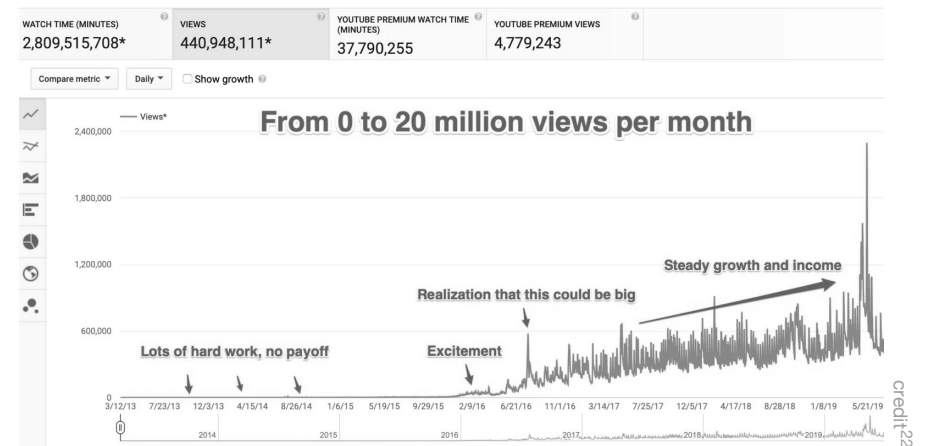 WATCH TIME (MINUTES)
2,809,515,708*
VIEWS
440,948,111*
YOUTUBE PREMIUM WATCH TIME
(MINUTES)
37,790,255
YOUTUBE PREMIUM VIEWS
4,779,243
Compare metric
Daily
Show growth
Views*
From 0 to 20 million views per month
2,400,000
1,800,000
1,200,000
600,000
0
Steady growth and income
Realization that this could be big
Lots of hard work, no payoff
Excitement
3/12/13 7/23/13 12/3/13 4/15/14 8/26/14 1/6/15 5/19/15 9/29/15 2/9/16 6/21/16 11/1/16 3/14/17 7/25/17 12/5/17 4/17/18 8/28/18 1/8/19 5/21/19
2014 2015 2016 2017 2018 2019
credit22